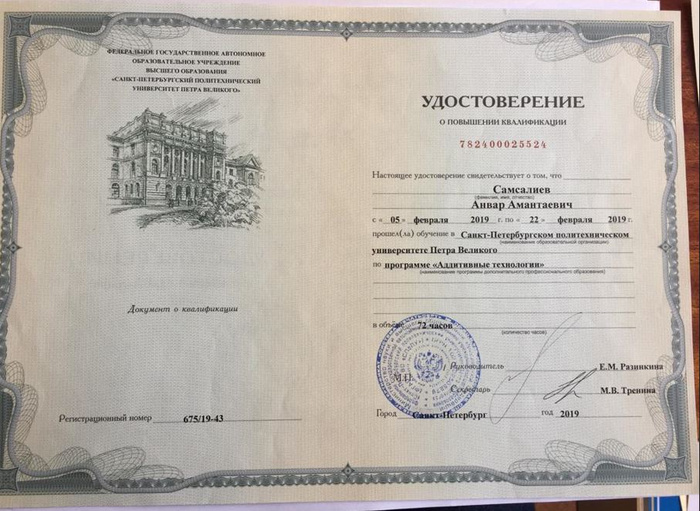 ФЕДЕРАЛЬНОЕ ГОСУДАРСТВЕННОЕ АВТОНОМНОЕ
ОБРАЗОВАТЕЛЬНОЕ УЧРЕЖДЕНИЕ
ВЫСШЕГО ОБРАЗОВАНИЯ
«САНКТ-ПЕТЕРБУРГСКИЙ ПОЛИТЕХНИЧЕСКИЙ
УНИВЕРСИТЕТ ПЕТРА ВЕЛИКОГО»
Документ о квалификации
Регистрационный номер 675/19-43
УДОСТОВЕРЕНИЕ
О ПОВЫШЕНИИ КВАЛИФИКАЦИИ
782400025524
Настоящее удостоверение свидетельствует о том, что
Самсалиев
(фамилия, имя, отчество)
Анвар Амантаевич
с «05» февраля 2019 г. по «22» февраля 2019 г.
прошел(ла) обучение в Санкт-Петербургском политехническом
(наименование образовательной организации)
университете Петра Великого
по программе «Аддитивные технологии»
(наименование программы дополнительного профессионального образования)
в объёме 72 часов
(количество часов)
М.П.
Руководитель Е.М. Разинкина
Секретарь М.В. Тренина
Город Санкт-Петербург год 2019